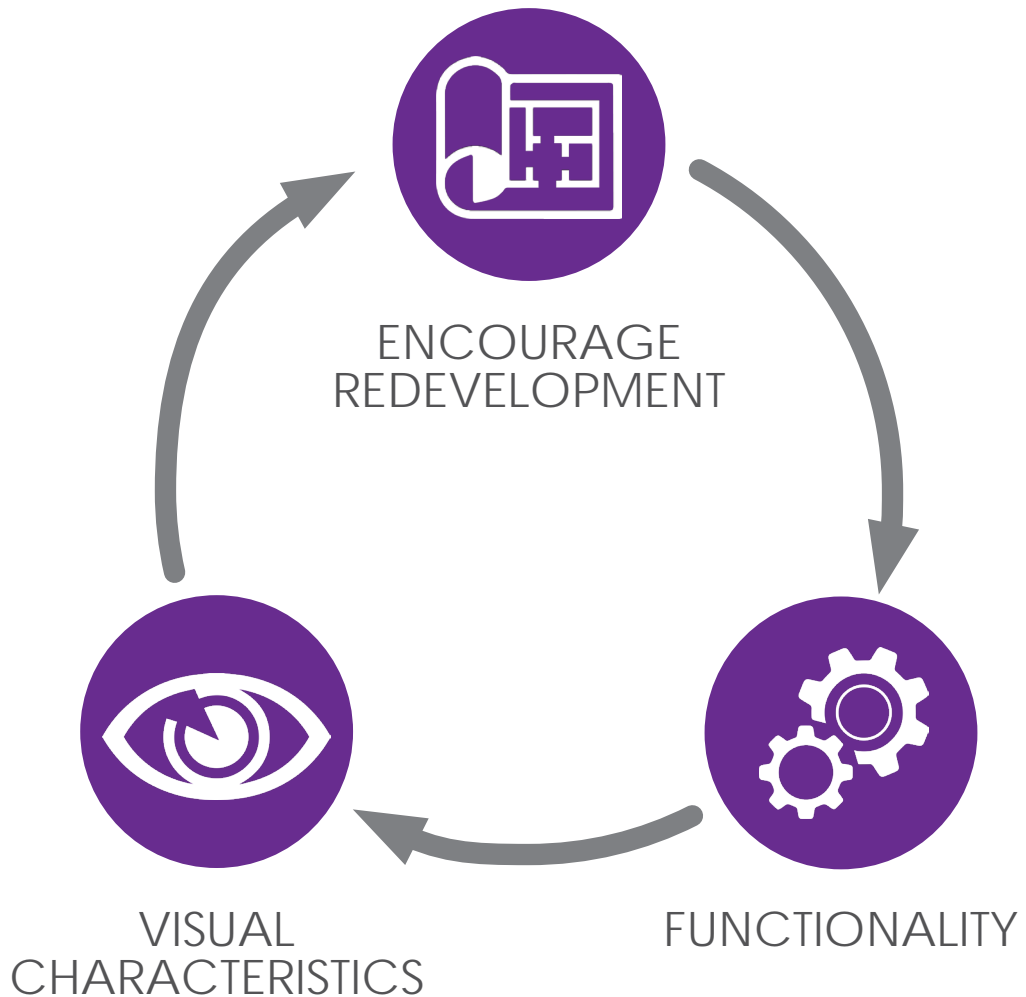 ENCOURAGE
REDEVELOPMENT
VISUAL
CHARACTERISTICS
FUNCTIONALITY